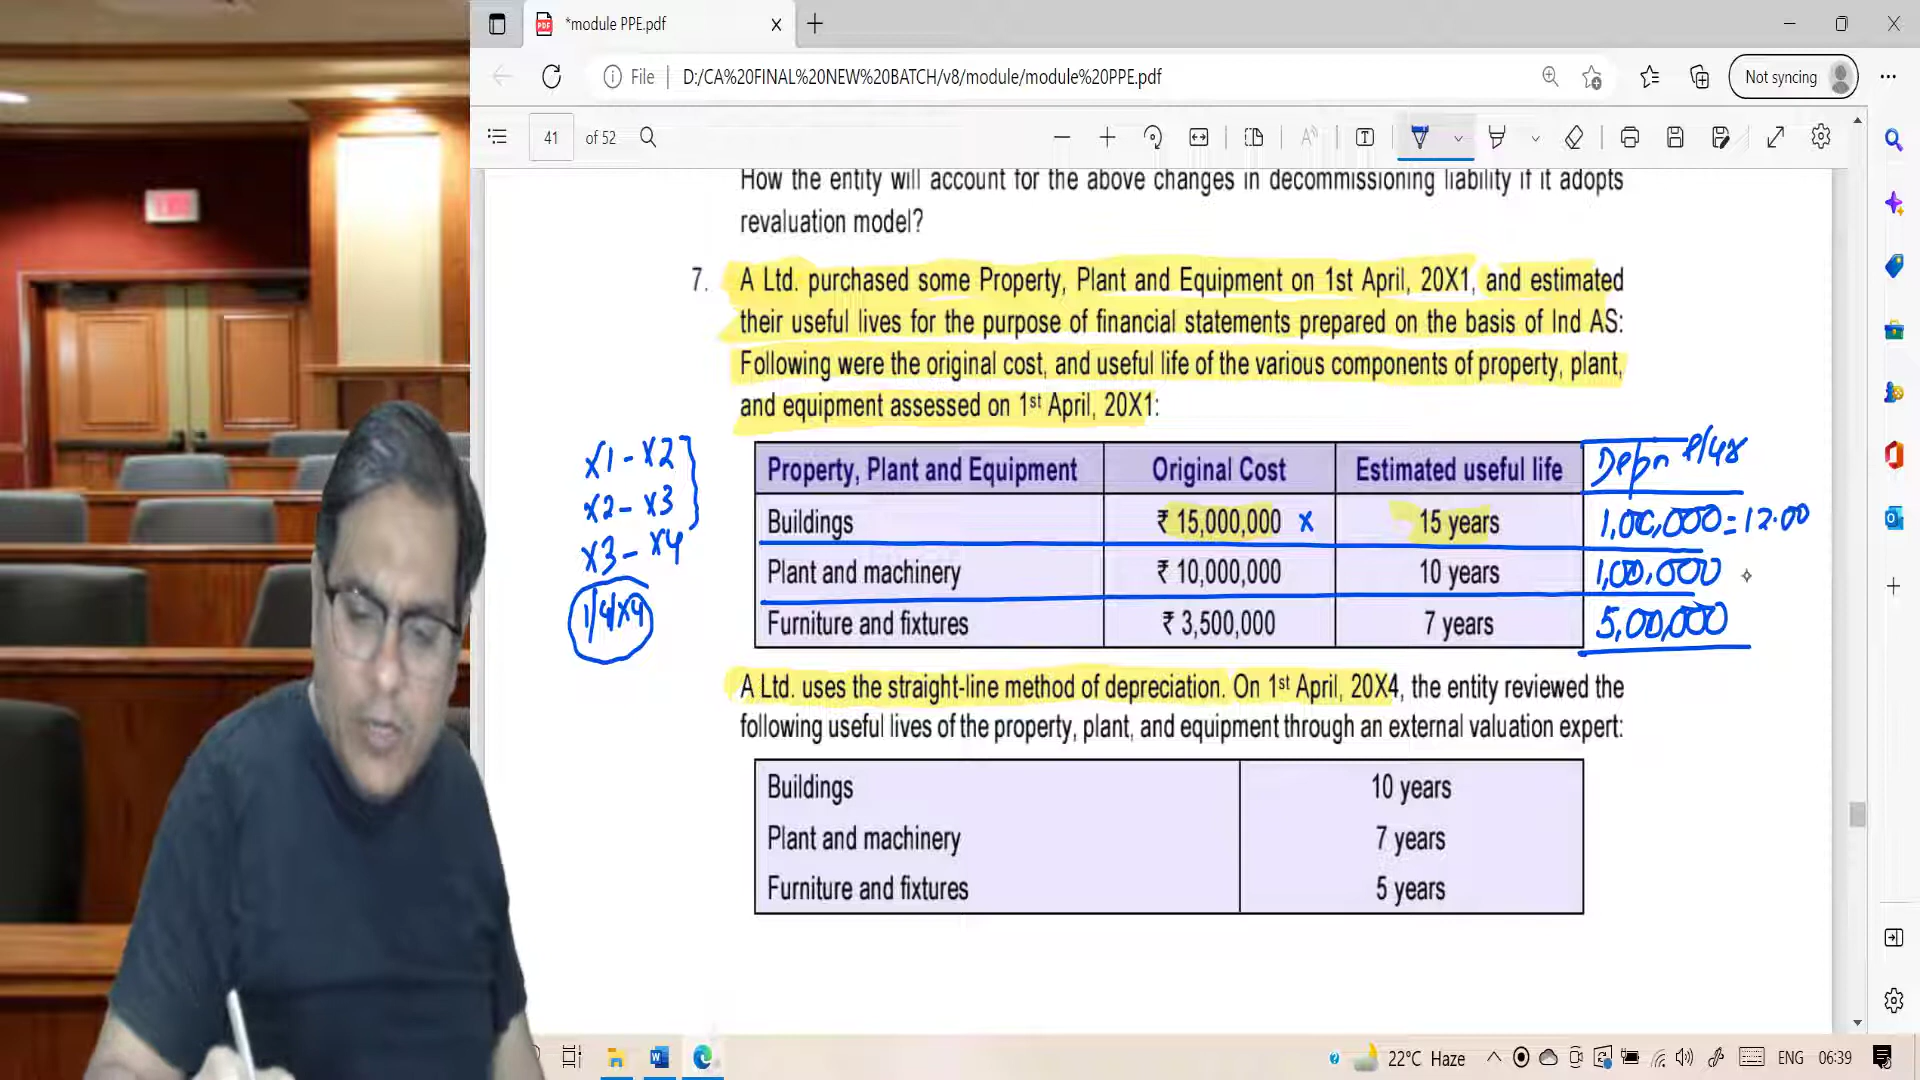 *module PPE.pdf
File D:/CA%20FINAL%20NEW%20BATCH/v8/module/module%20PPE.pdf
Not syncing
41 of 52
How the entity will account for the above changes in decommissioning liability if it adopts
revaluation model?
7. A Ltd. purchased some Property, Plant and Equipment on 1st April, 20X1, and estimated
their useful lives for the purpose of financial statements prepared on the basis of Ind AS:
Following were the original cost, and useful life of the various components of property, plant,
and equipment assessed on 1st April, 20X1:
X1 - X2
X2 - X3
X3 - X4
1/4/X4
Property, Plant and Equipment Original Cost Estimated useful life Depn P/yr
Buildings ₹ 15,000,000 x 15 years 1,00,000 = 12.00
Plant and machinery ₹ 10,000,000 10 years 1,00,000
Furniture and fixtures ₹ 3,500,000 7 years 5,00,000
A Ltd. uses the straight-line method of depreciation. On 1st April, 20X4, the entity reviewed the
following useful lives of the property, plant, and equipment through an external valuation expert:
Buildings 10 years
Plant and machinery 7 years
Furniture and fixtures 5 years
22°C Haze ENG 06:39